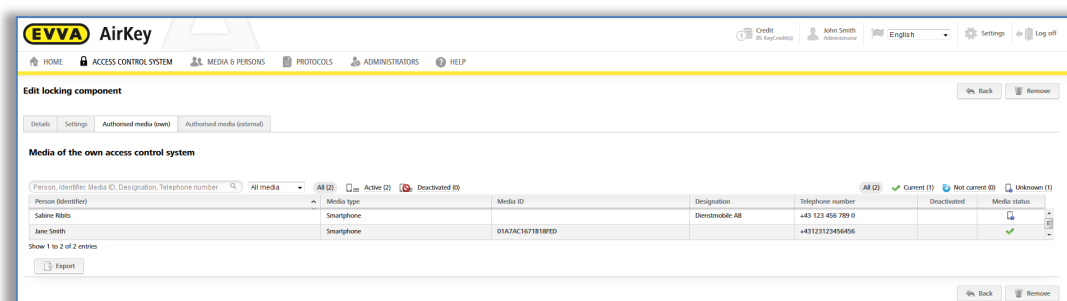 EVVA AirKey
Credit
85 KeyCredit(s)
John Smith
Administrator
English
Settings
Log off
HOME ACCESS CONTROL SYSTEM MEDIA & PERSONS PROTOCOLS ADMINISTRATORS HELP
Edit locking component
Back Remove
Details Settings Authorised media (own) Authorised media (external)
Media of the own access control system
Person, Identifier, Media ID, Designation, Telephone number All media All (2) Active (2) Deactivated (0) All (2) Current (1) Not current (0) Unknown (1)
Person (Identifier) Media type Media ID Designation Telephone number Deactivated Media status
Sabine Ribits Smartphone Dienstmobile AB +43 123 456 789 0
Jane Smith Smartphone 01A7AC1671B18FED +43123123456456
Show 1 to 2 of 2 entries
Export
Back Remove